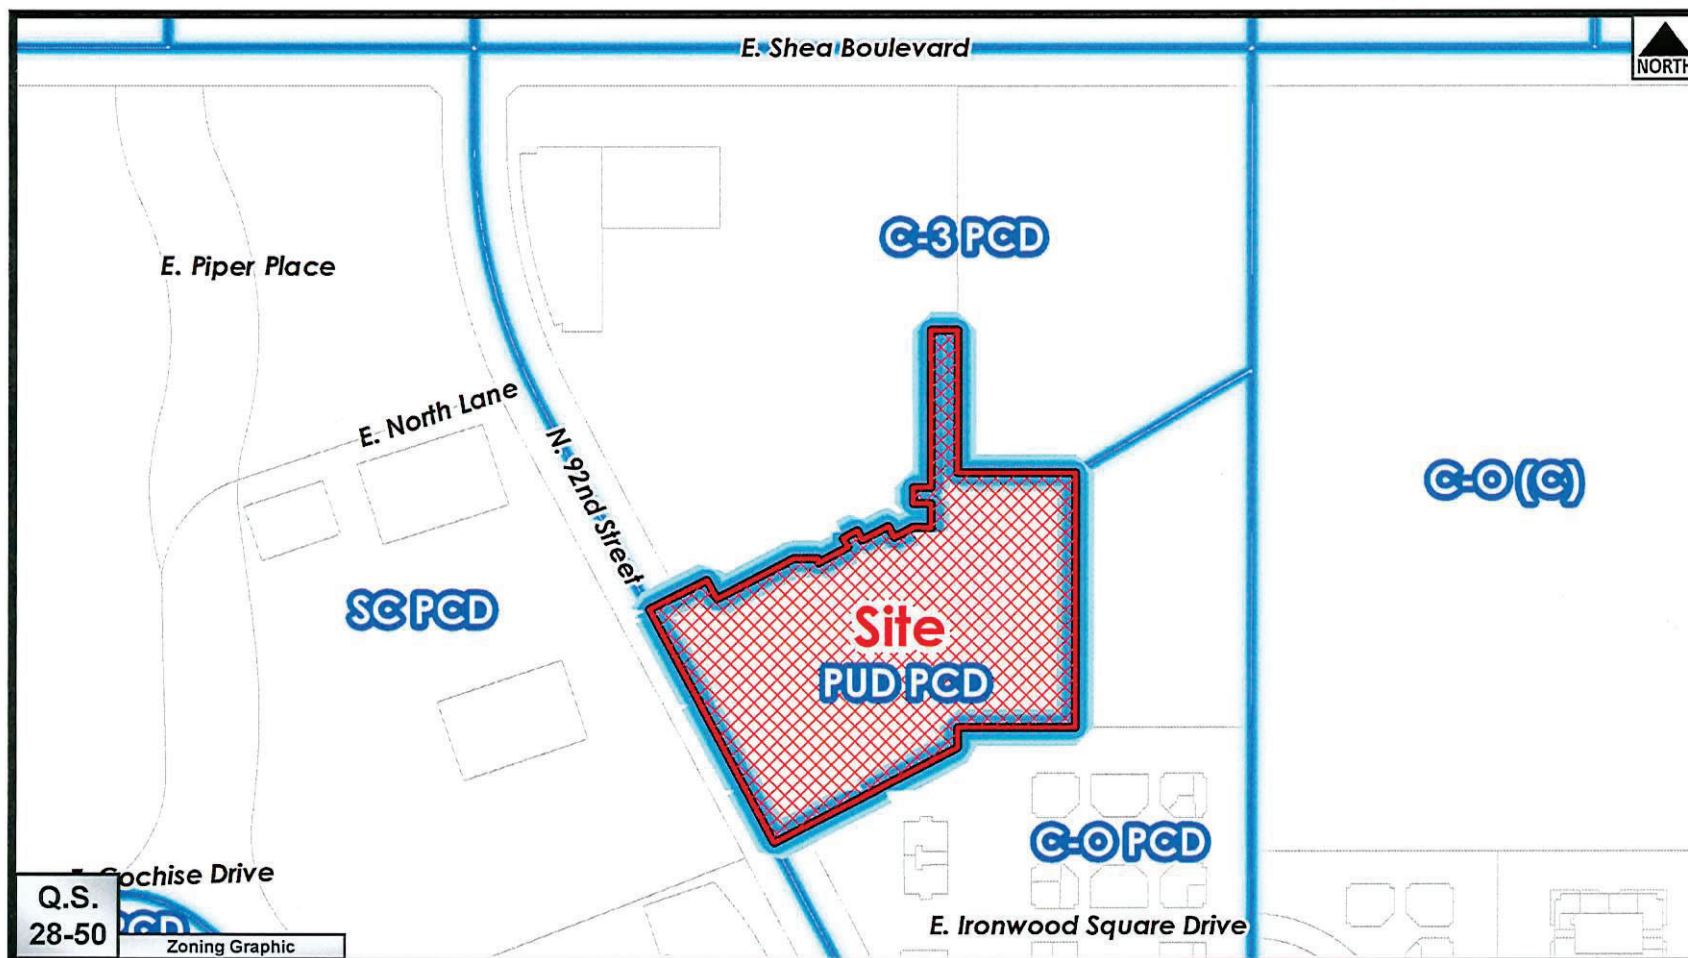 E. Shea Boulevard
NORTH
C-3 PCD
E. Piper Place
E. North Lane
N. 92nd Street
C-O (C)
SC PCD
Site
PUD PCD
C-O PCD
Cochise Drive
E. Ironwood Square Drive
Q.S.
28-50
PCD
Zoning Graphic